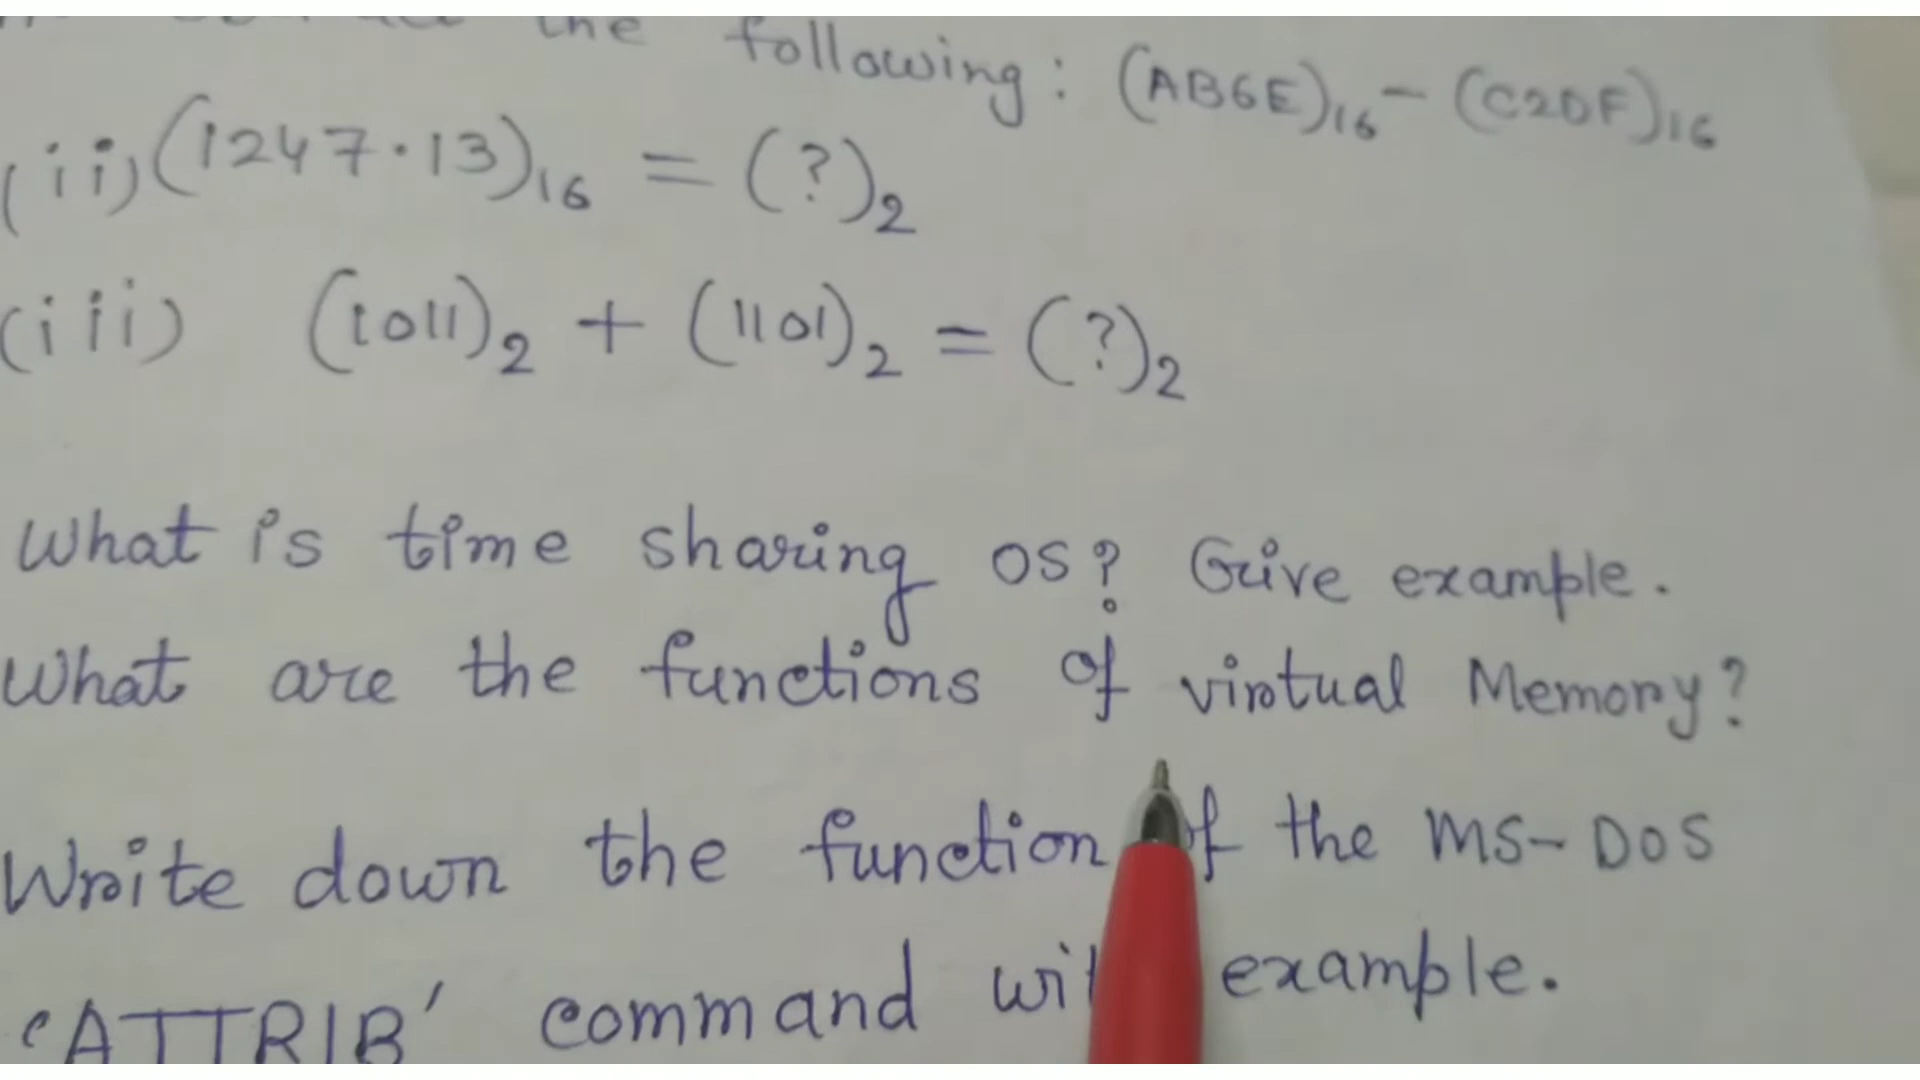 the following: (AB6E)16 - (C2DF)16
(ii) (1247.13)16 = (?)2
(iii) (1011)2 + (1101)2 = (?)2
What is time sharing OS? Give example.
What are the functions of virtual Memory?
Write down the function of the MS-DOS
'ATTRIB' command example.